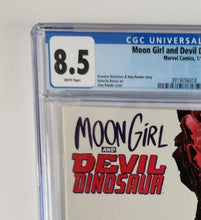 CGC UNIVERSAL
8.5
WHITE Pages
Moon Girl and Devil D
Marvel Comics, 1/
Brandon Montclare & Amy Reeder story
Natacha Bustos art
Amy Reeder cover
3919056018
MOON GIRL
AND
DEVIL
DINOSAUR